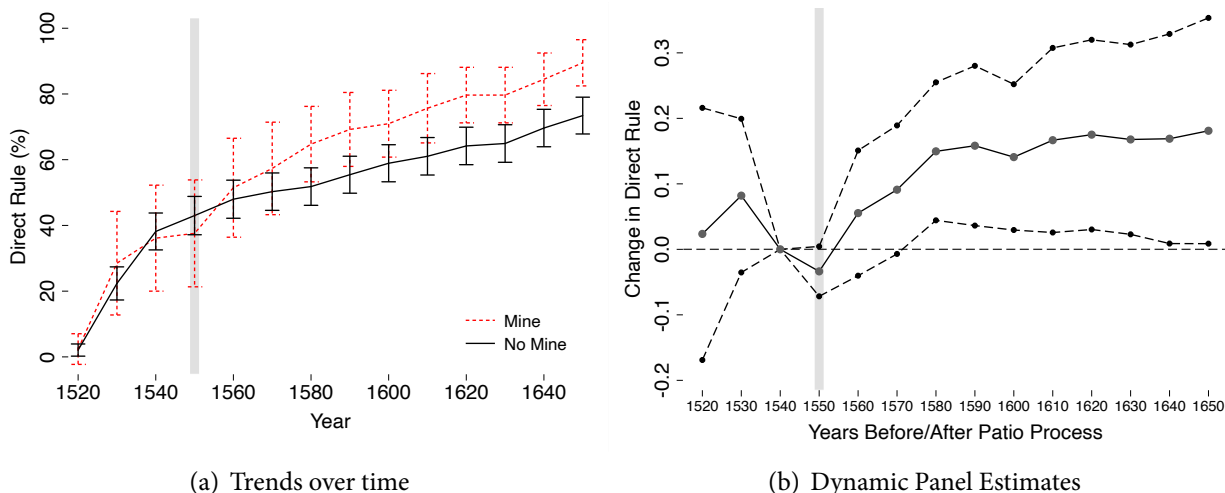 100
80
60
40
20
0
Direct Rule (%)
Mine
No Mine
1520 1540 1560 1580 1600 1620 1640
Year
(a) Trends over time
0.3
0.2
0.1
0.0
-0.1
-0.2
Change in Direct Rule
1520 1530 1540 1550 1560 1570 1580 1590 1600 1610 1620 1630 1640 1650
Years Before/After Patio Process
(b) Dynamic Panel Estimates